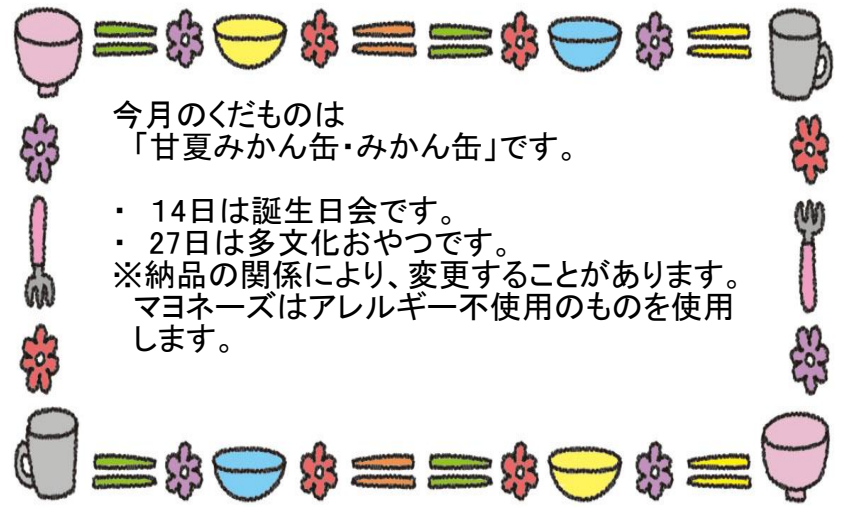 今月のくだものは
「甘夏みかん缶・みかん缶」です。
・ 14日は誕生日会です。
・ 27日は多文化おやつです。
※納品の関係により、変更することがあります。
マヨネーズはアレルギー不使用のものを使用
します。